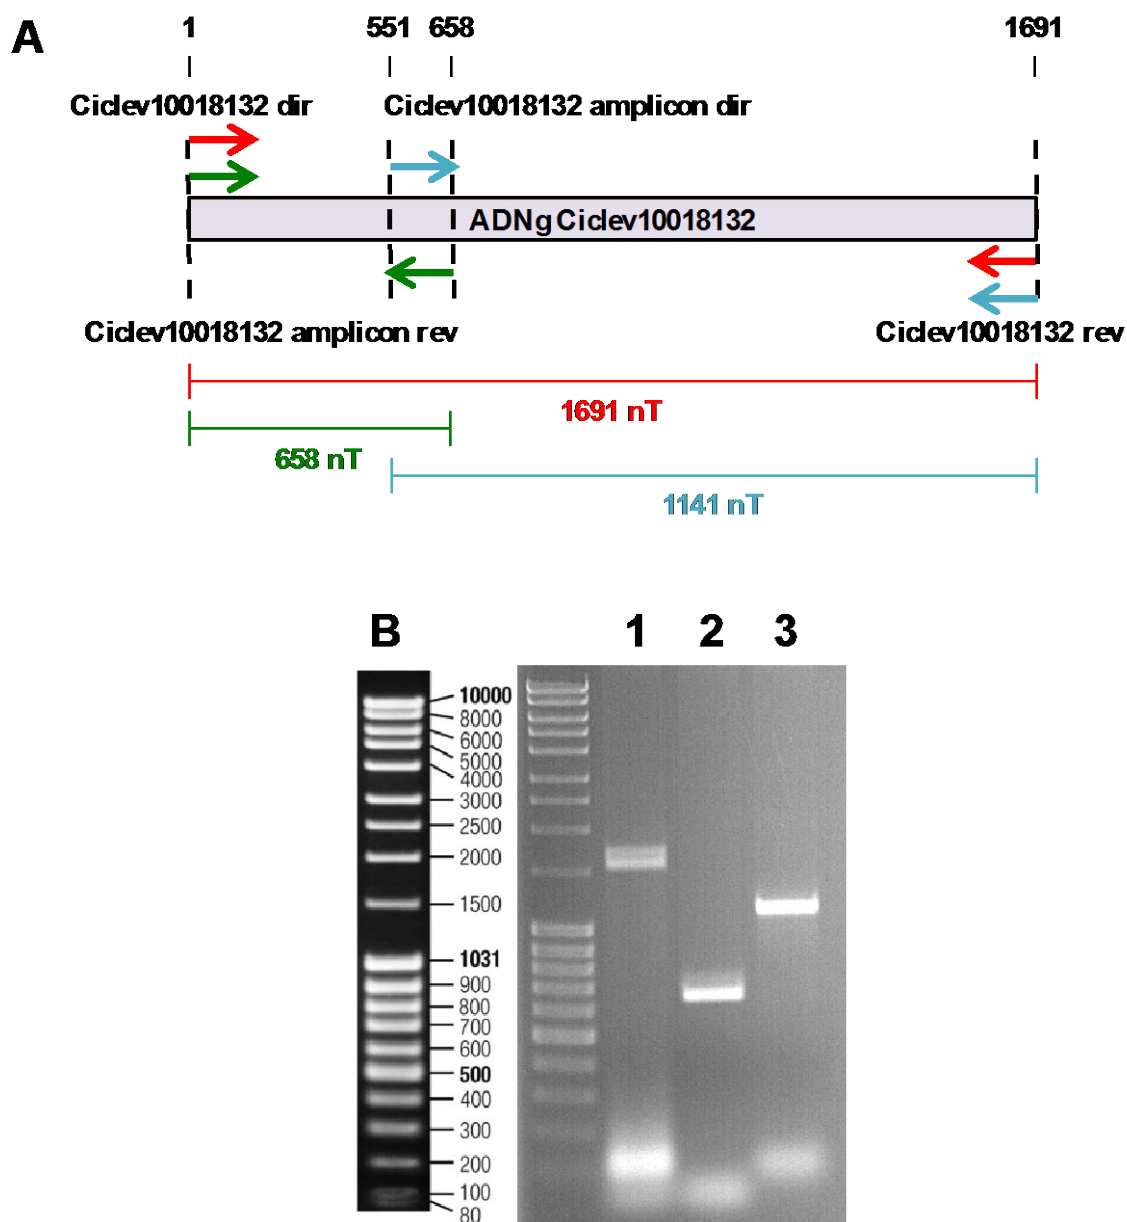 A
1 551 658 1691
Ciclev10018132 dir Ciclev10018132 amplicon dir
ADNg Ciclev10018132
Ciclev10018132 amplicon rev Ciclev10018132 rev
1691 nT
658 nT
1141 nT
B 1 2 3
10000
8000
6000
5000
4000
3000
2500
2000
1500
1031
900
800
700
600
500
400
300
200
100
80